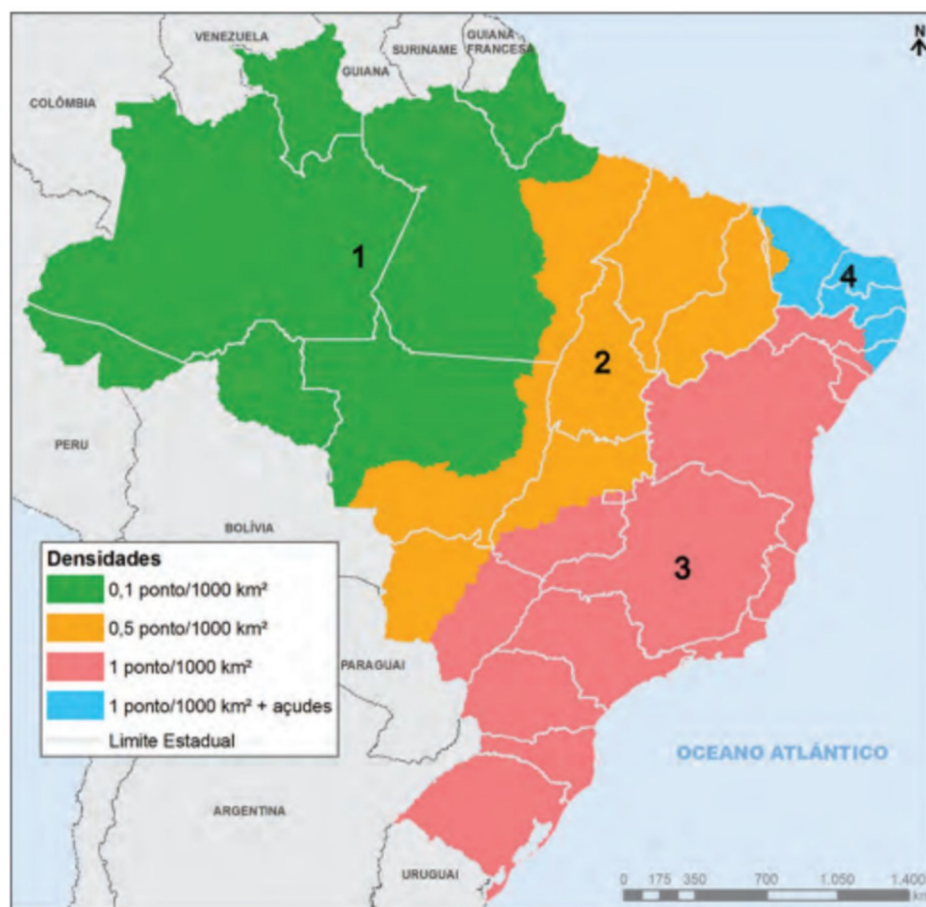 N
VENEZUELA
GUIANA
FRANCESA
SURINAME
GUIANA
COLÔMBIA
1
4
2
PERU
BOLÍVIA
3
Densidades
0,1 ponto/1000 km²
0,5 ponto/1000 km²
1 ponto/1000 km²
1 ponto/1000 km² + açudes
Limite Estadual
PARAGUAI
OCEANO ATLÂNTICO
ARGENTINA
URUGUAI
0 175 350 700 1.050 1.400
km